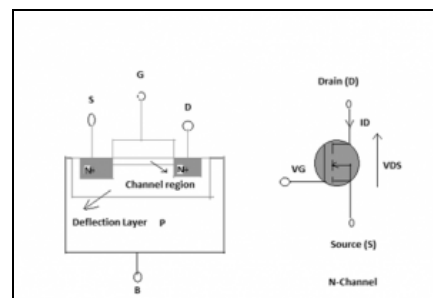 G
S
D
N+
N+
Channel region
Deflection Layer P
B
Drain (D)
ID
VG
VDS
Source (S)
N-Channel